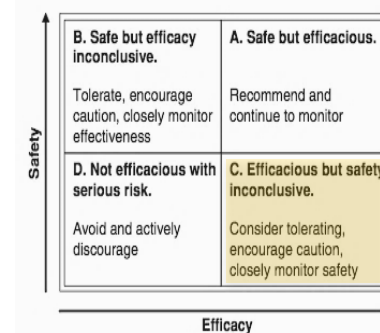 B. Safe but efficacy
inconclusive.
Tolerate, encourage
caution, closely monitor
effectiveness
A. Safe but efficacious.
Recommend and
continue to monitor
D. Not efficacious with
serious risk.
Avoid and actively
discourage
C. Efficacious but safety
inconclusive.
Consider tolerating,
encourage caution,
closely monitor safety
Safety
Efficacy